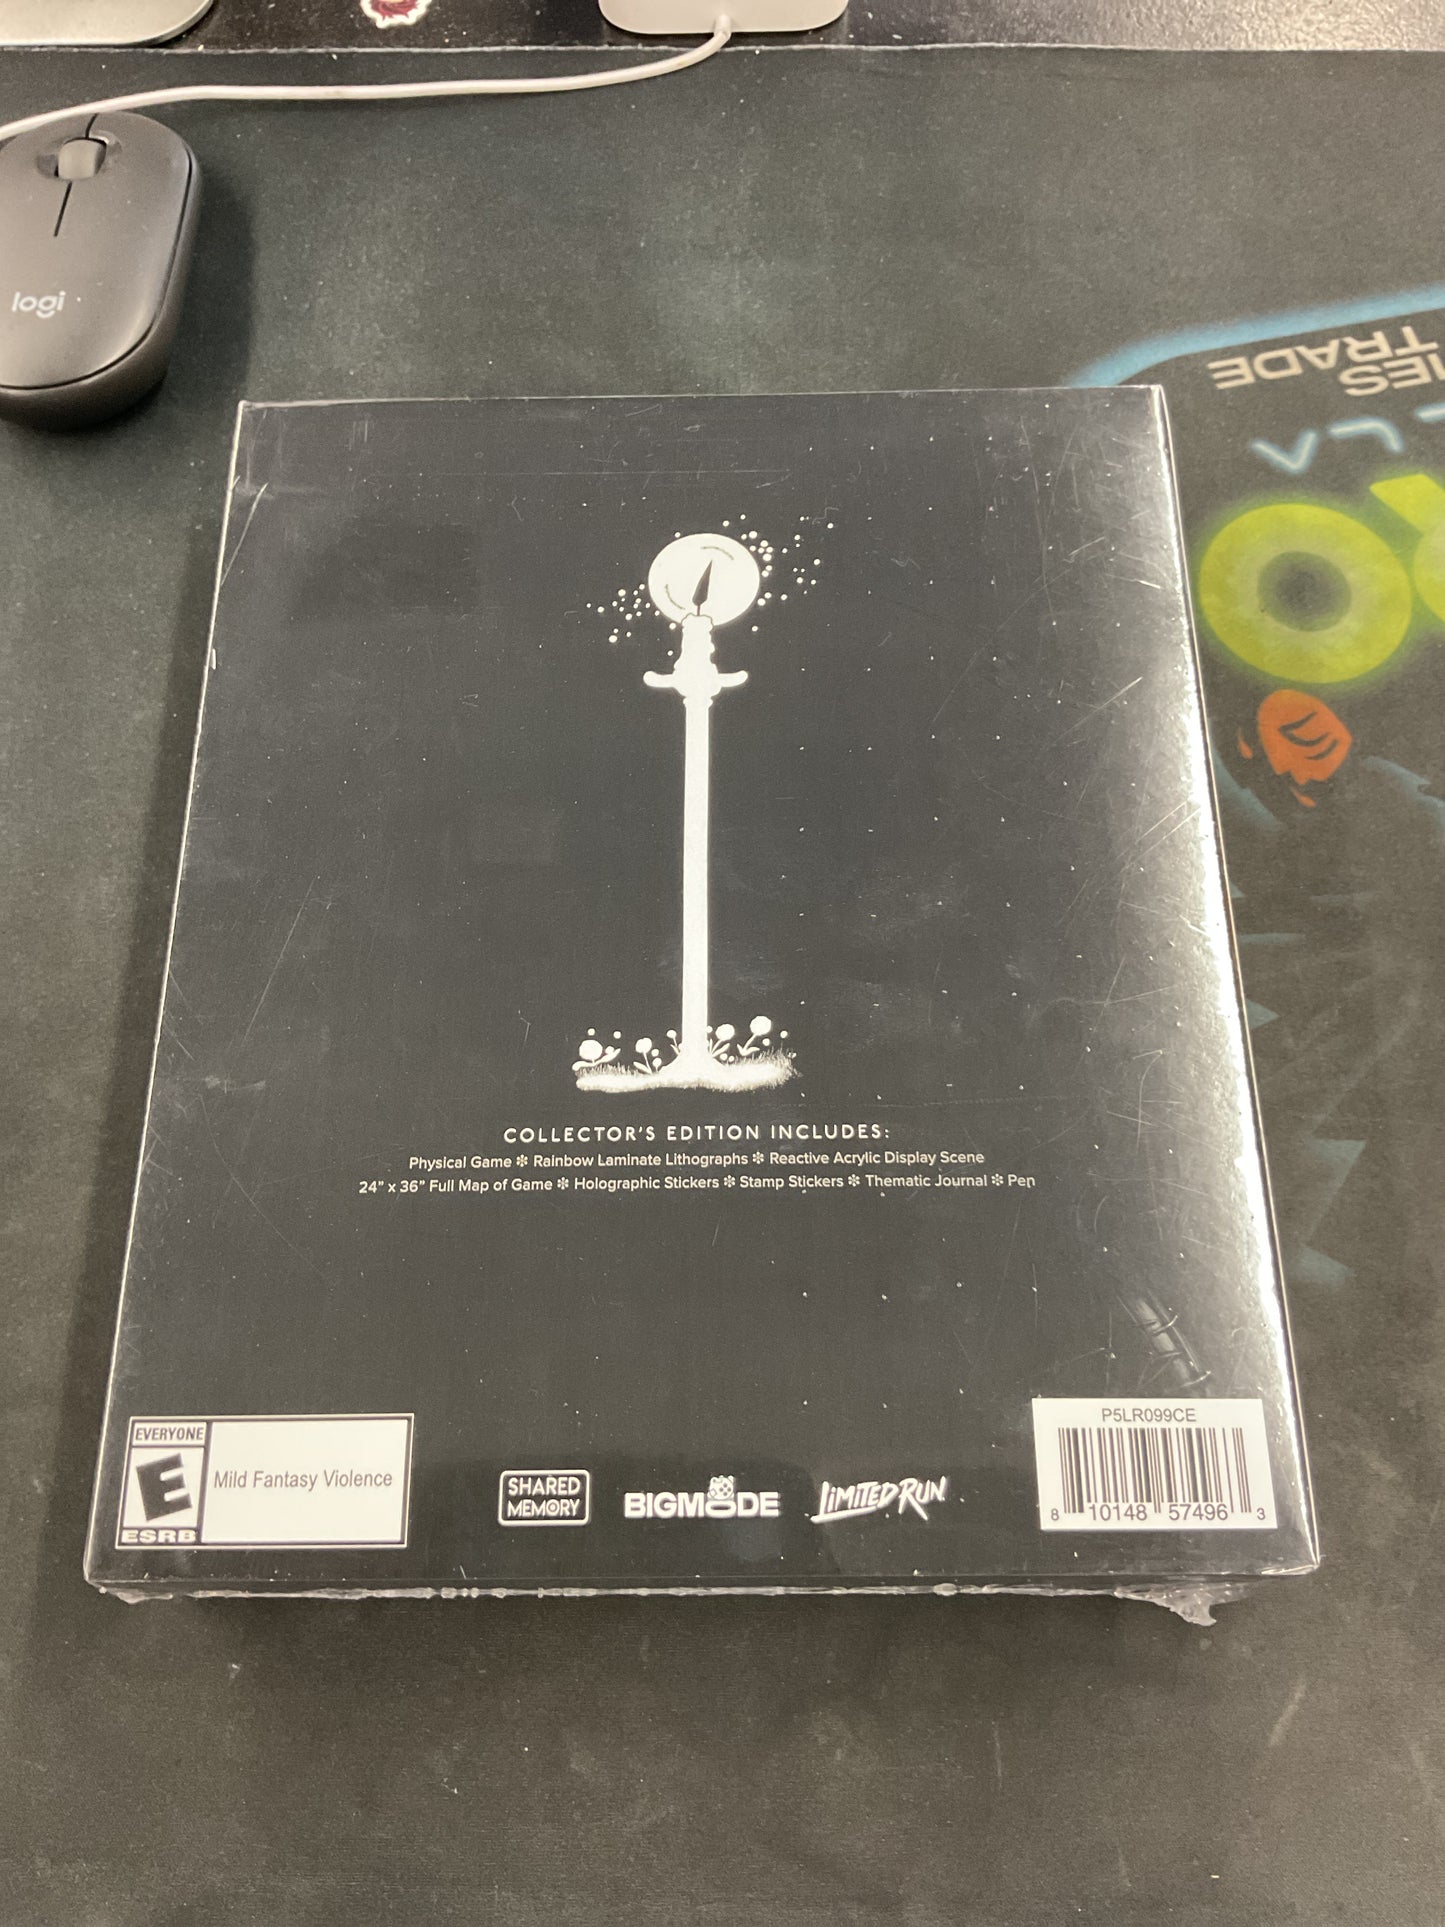 logi
TRADE
COLLECTOR'S EDITION INCLUDES:
Physical Game ❇ Rainbow Laminate Lithographs ❇ Reactive Acrylic Display Scene
24" x 36" Full Map of Game ❇ Holographic Stickers ❇ Stamp Stickers ❇ Thematic Journal ❇ Pen
EVERYONE
E
Mild Fantasy Violence
ESRB
SHARED
MEMORY
BIGMODE
LIMITED RUN
P5LR099CE
8 10148 57496 3